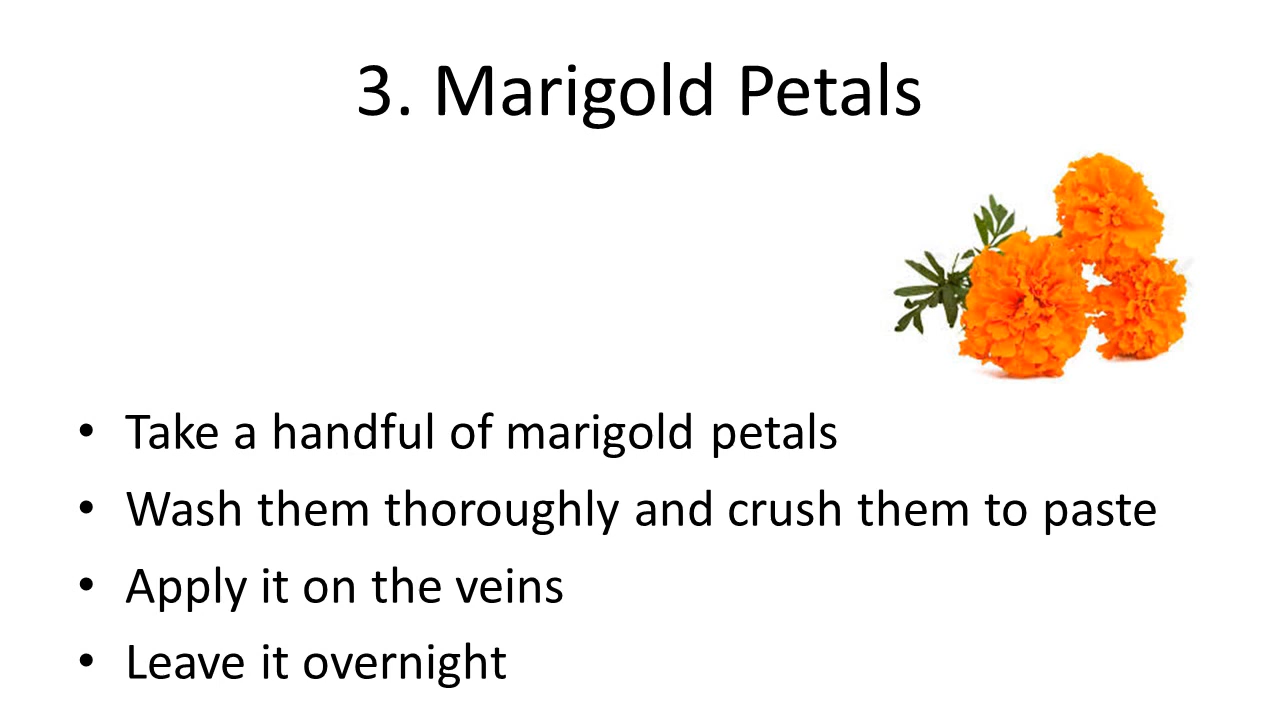 3. Marigold Petals
• Take a handful of marigold petals
• Wash them thoroughly and crush them to paste
• Apply it on the veins
• Leave it overnight